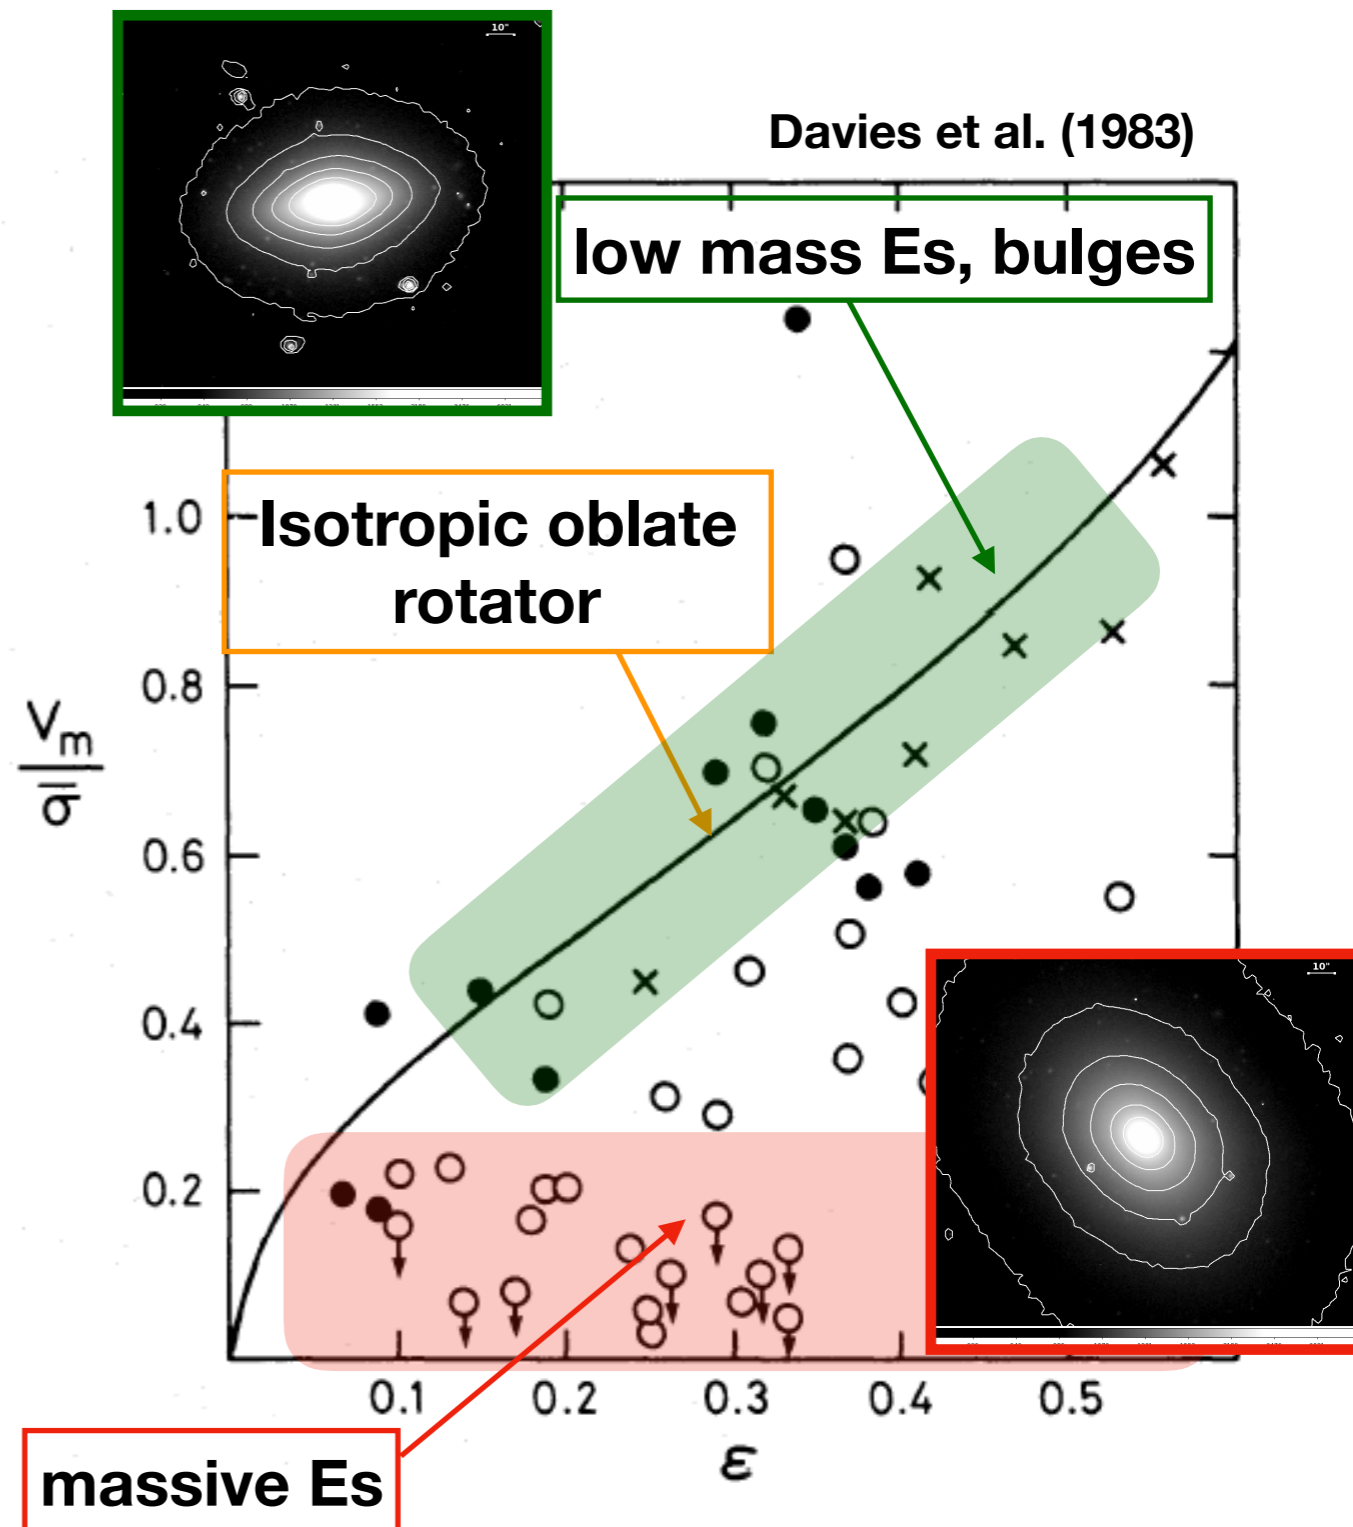 10"
Davies et al. (1983)
low mass Es, bulges
Isotropic oblate
rotator
1.0
0.8
0.6
0.4
0.2
Vm
σ̄
10"
0.1
0.2
0.3
0.4
0.5
ε
massive Es